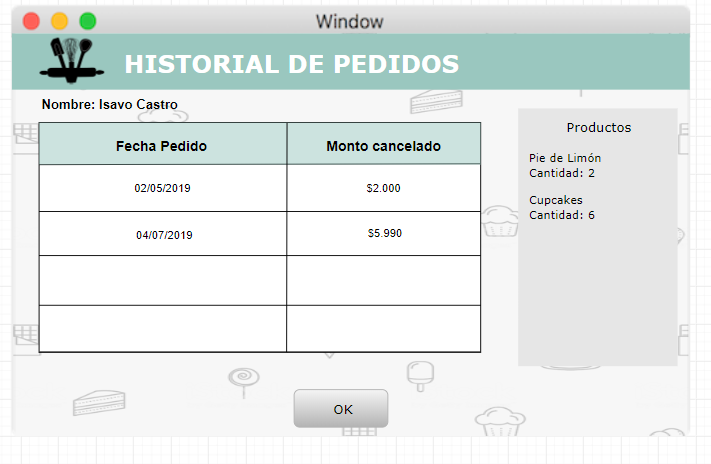 Window
HISTORIAL DE PEDIDOS
Nombre: Isavo Castro
Fecha Pedido Monto cancelado
02/05/2019 $2.000
04/07/2019 $5.990
Productos
Pie de Limón
Cantidad: 2
Cupcakes
Cantidad: 6
OK